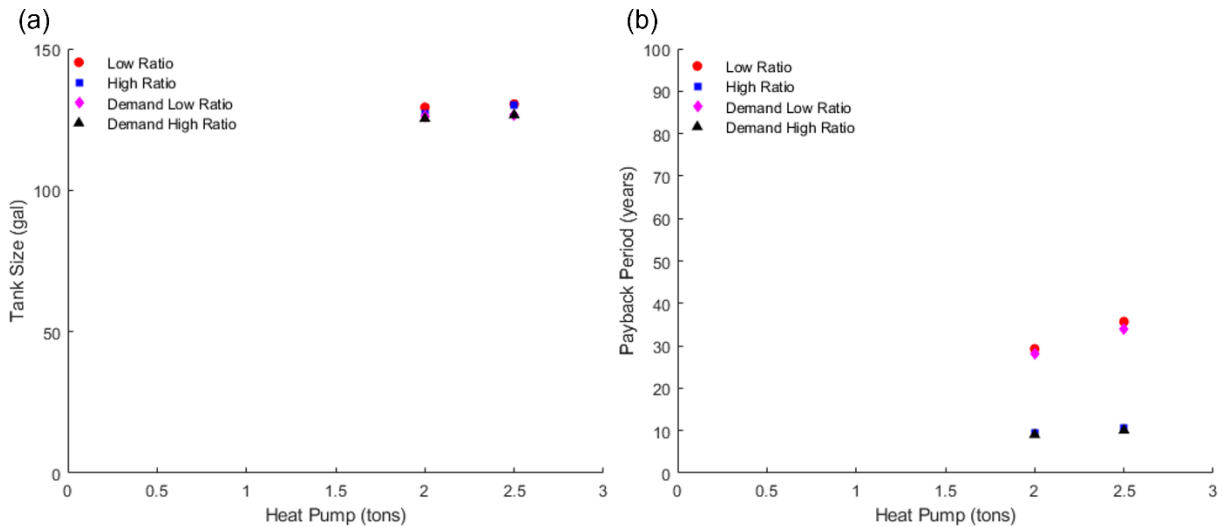 (a)
150
100
50
0
Low Ratio
High Ratio
Demand Low Ratio
Demand High Ratio
Tank Size (gal)
0 0.5 1 1.5 2 2.5 3
Heat Pump (tons)
(b)
100
90
80
70
60
50
40
30
20
10
0
Low Ratio
High Ratio
Demand Low Ratio
Demand High Ratio
Payback Period (years)
0 0.5 1 1.5 2 2.5 3
Heat Pump (tons)